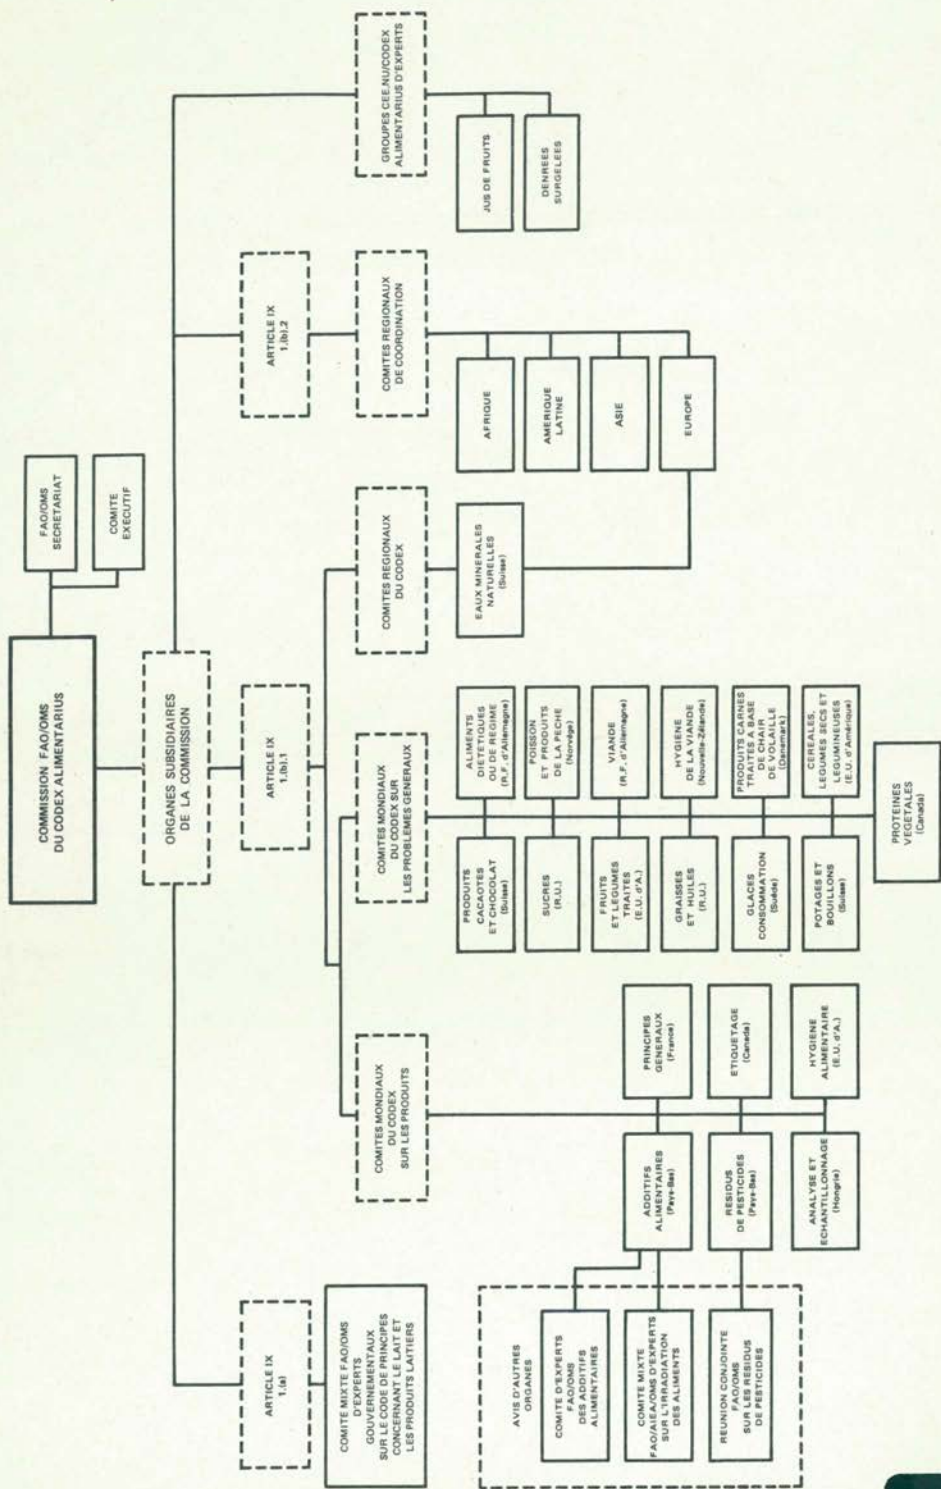 COMMISSION FAO/OMS
DU CODEX ALIMENTARIUS
FAO/OMS
SECRETARIAT
COMITE
EXECUTIF
ORGANES SUBSIDIAIRES
DE LA COMMISSION
ARTICLE IX
1.(a)
COMITE MIXTE FAO/OMS
D'EXPERTS
GOUVERNEMENTAUX
SUR LE CODE DE PRINCIPES
CONCERNANT LE LAIT ET
LES PRODUITS LAITIERS
ARTICLE IX
1.(b).1
ARTICLE IX
1.(b).2
COMITES MONDIAUX
DU CODEX
SUR LES PRODUITS
COMITES MONDIAUX
DU CODEX SUR
LES PROBLEMES GENERAUX
COMITES REGIONAUX
DU CODEX
COMITES REGIONAUX
DE COORDINATION
GROUPES CEE.NU/CODEX
ALIMENTARIUS D'EXPERTS
AVIS D'AUTRES
ORGANES
COMITE D'EXPERTS
FAO/OMS
DES ADDITIFS
ALIMENTAIRES
COMITE MIXTE
FAO/AIEA/OMS D'EXPERTS
SUR L'IRRADIATION
DES ALIMENTS
REUNION CONJOINTE
FAO/OMS
SUR LES RESIDUS
DE PESTICIDES
ADDITIFS
ALIMENTAIRES
(Pays-Bas)
PRINCIPES
GENERAUX
(France)
RESIDUS
DE PESTICIDES
(Pays-Bas)
ETIQUETAGE
(Canada)
ANALYSE ET
ECHANTILLONNAGE
(Hongrie)
HYGIENE
ALIMENTAIRE
(E.U. d'A.)
PRODUITS
CACAOTES
ET CHOCOLAT
(Suisse)
ALIMENTS
DIETETIQUES
OU DE REGIME
(R.F. d'Allemagne)
SUCRES
(R.U.)
POISSON
ET PRODUITS
DE LA PECHE
(Norvège)
FRUITS
ET LEGUMES
TRAITES
(E.U. d'A.)
VIANDE
(R.F. d'Allemagne)
GRAISSES
ET HUILES
(R.U.)
HYGIENE
DE LA VIANDE
(Nouvelle-Zélande)
GLACES
CONSOMMATION
(Suède)
PRODUITS CARNES
TRAITES A BASE
DE CHAIR
DE VOLAILLE
(Danemark)
POTAGES ET
BOUILLONS
(Suisse)
CEREALES,
LEGUMES SECS ET
LEGUMINEUSES
(E.U. d'Amérique)
PROTEINES
VEGETALES
(Canada)
EAUX MINERALES
NATURELLES
(Suisse)
AFRIQUE
AMERIQUE
LATINE
ASIE
EUROPE
JUS DE FRUITS
DENREES
SURGELEES